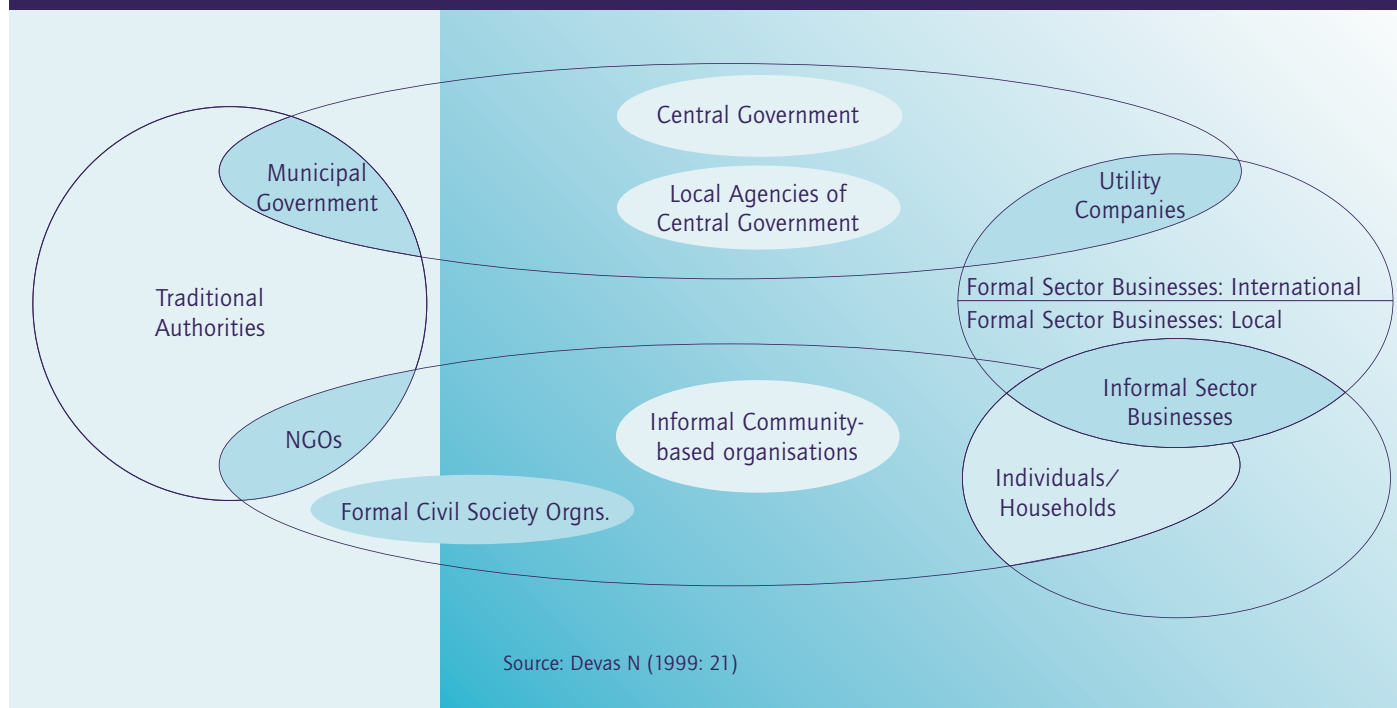 Central Government
Municipal
Government
Local Agencies of
Central Government
Utility
Companies
Traditional
Authorities
Formal Sector Businesses: International
Formal Sector Businesses: Local
Informal Sector
Businesses
NGOs
Informal Community-
based organisations
Individuals/
Households
Formal Civil Society Orgns.
Source: Devas N (1999: 21)